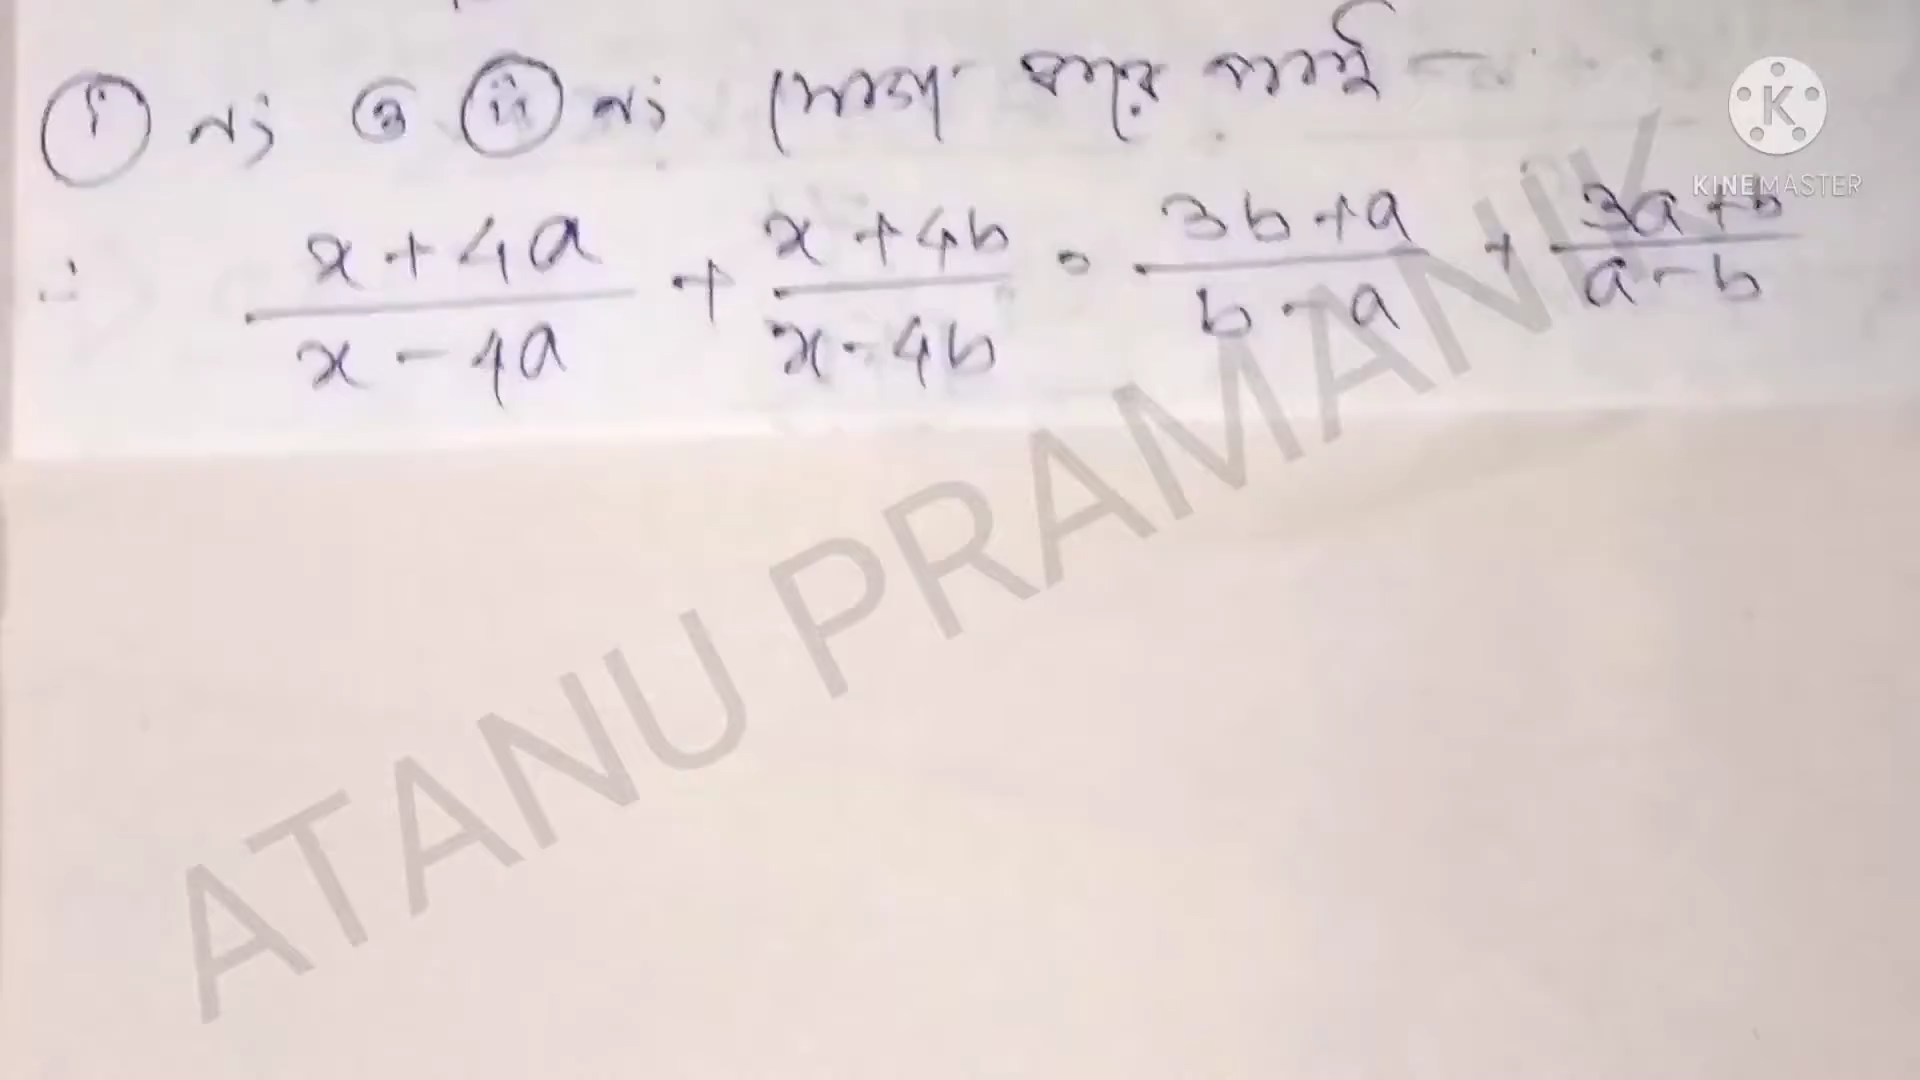 (i) নং ও (ii) নং যোগ করে পাই —
∴ x+4a/x-4a + x+4b/x-4b = 3b+a/b-a + 3a+b/a-b
KINEMASTER
ATANU PRAMANIK